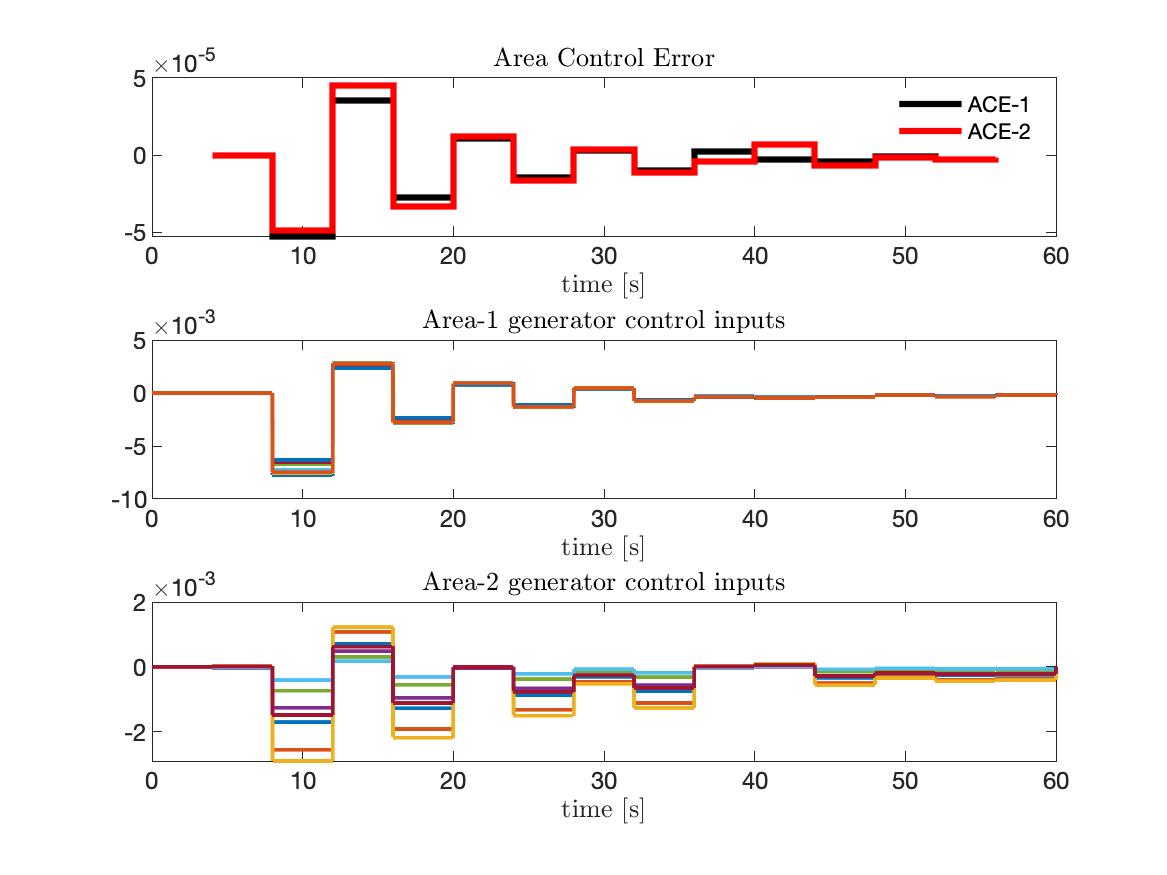 Area Control Error
×10-5
5
0
-5
ACE-1
ACE-2
0 10 20 30 40 50 60
time [s]
Area-1 generator control inputs
×10-3
5
0
-5
-10
0 10 20 30 40 50 60
time [s]
Area-2 generator control inputs
×10-3
2
0
-2
0 10 20 30 40 50 60
time [s]